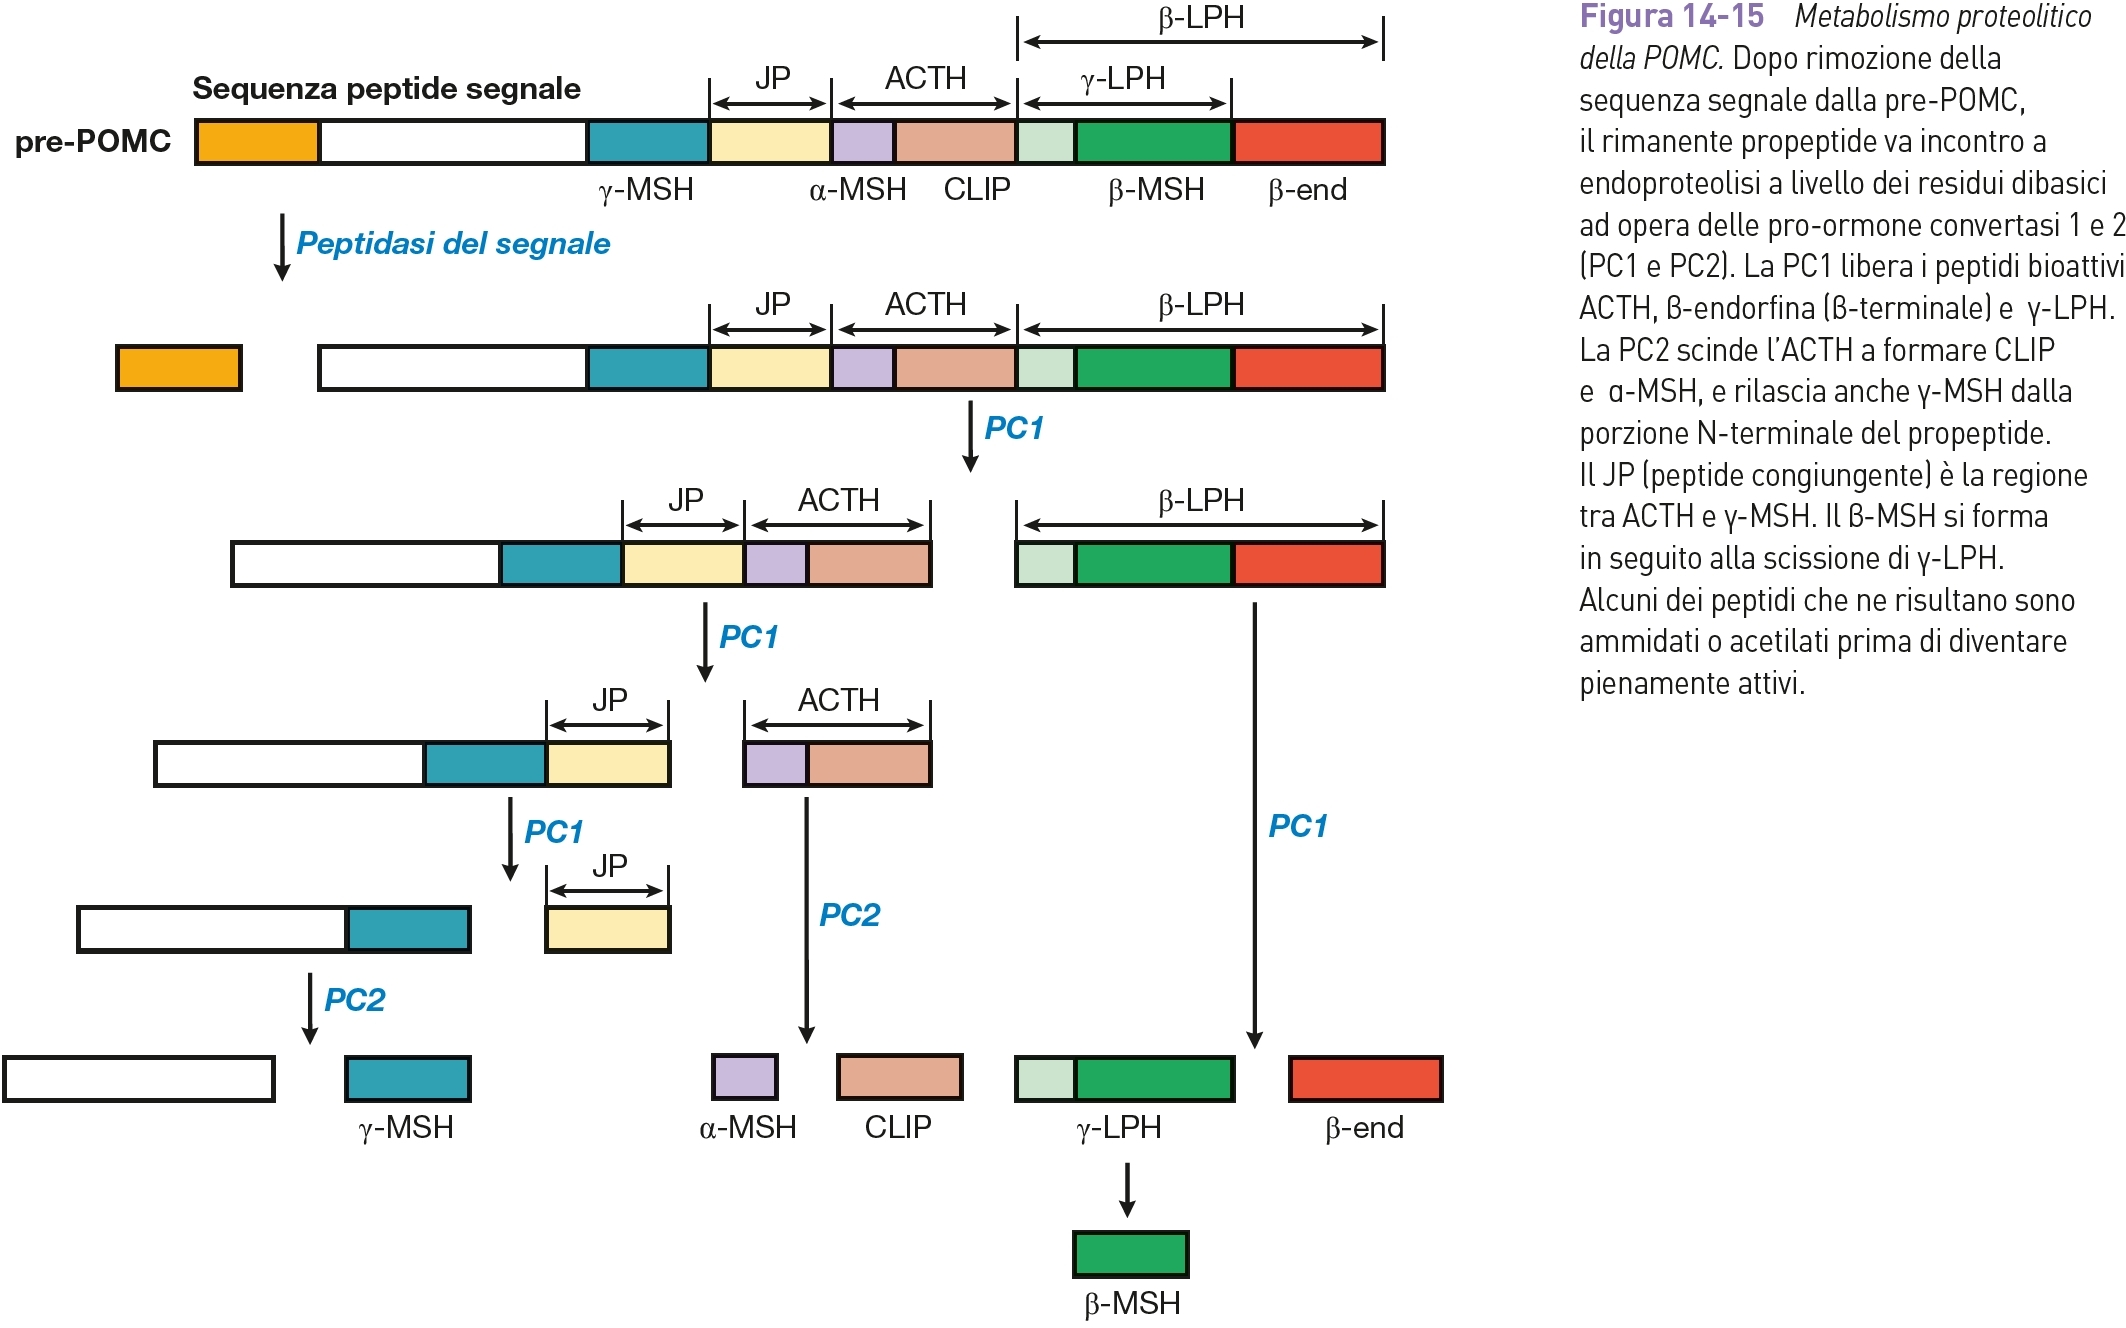 β-LPH
JP ACTH γ-LPH
Sequenza peptide segnale
pre-POMC
γ-MSH α-MSH CLIP β-MSH β-end
Peptidasi del segnale
JP ACTH β-LPH
PC1
JP ACTH β-LPH
PC1
JP ACTH
PC1
PC1
JP
PC2
PC2
γ-MSH α-MSH CLIP γ-LPH β-end
β-MSH
Figura 14-15 Metabolismo proteolitico
della POMC. Dopo rimozione della
sequenza segnale dalla pre-POMC,
il rimanente propeptide va incontro a
endoproteolisi a livello dei residui dibasici
ad opera delle pro-ormone convertasi 1 e 2
(PC1 e PC2). La PC1 libera i peptidi bioattivi
ACTH, ß-endorfina (ß-terminale) e γ-LPH.
La PC2 scinde l’ACTH a formare CLIP
e α-MSH, e rilascia anche γ-MSH dalla
porzione N-terminale del propeptide.
Il JP (peptide congiungente) è la regione
tra ACTH e γ-MSH. Il ß-MSH si forma
in seguito alla scissione di γ-LPH.
Alcuni dei peptidi che ne risultano sono
ammidati o acetilati prima di diventare
pienamente attivi.